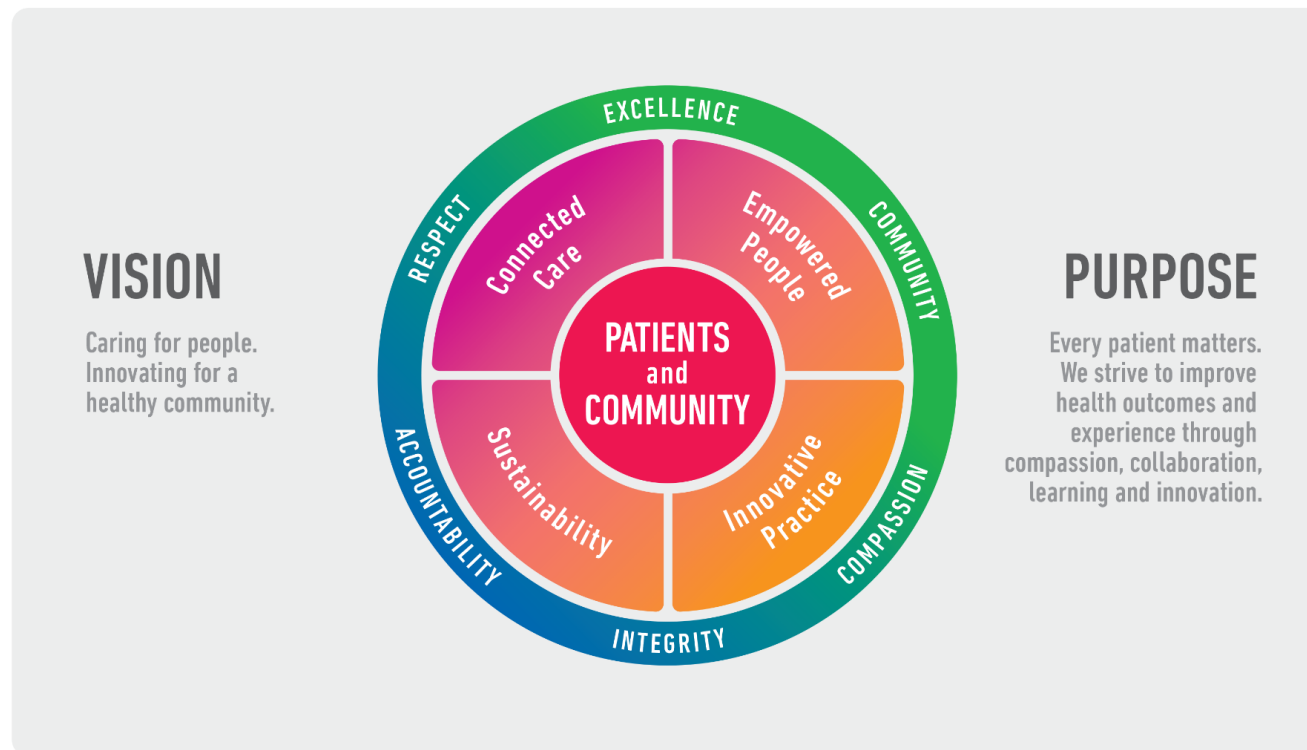 VISION
Caring for people.
Innovating for a
healthy community.
EXCELLENCE
COMMUNITY
COMPASSION
INTEGRITY
ACCOUNTABILITY
RESPECT
Connected
Care
Empowered
People
Innovative
Practice
Sustainability
PATIENTS
and
COMMUNITY
PURPOSE
Every patient matters.
We strive to improve
health outcomes and
experience through
compassion, collaboration,
learning and innovation.